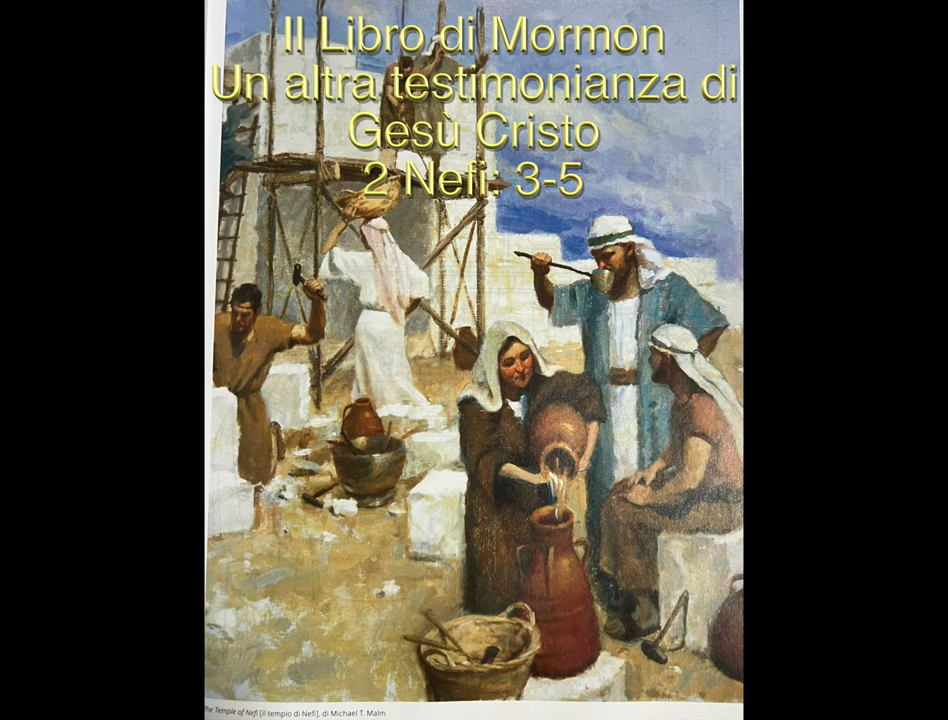 Il Libro di Mormon
Un altra testimonianza di
Gesù Cristo
2 Nefi: 3-5
The Temple of Nefi [il tempio di Nefi], di Michael T. Malm